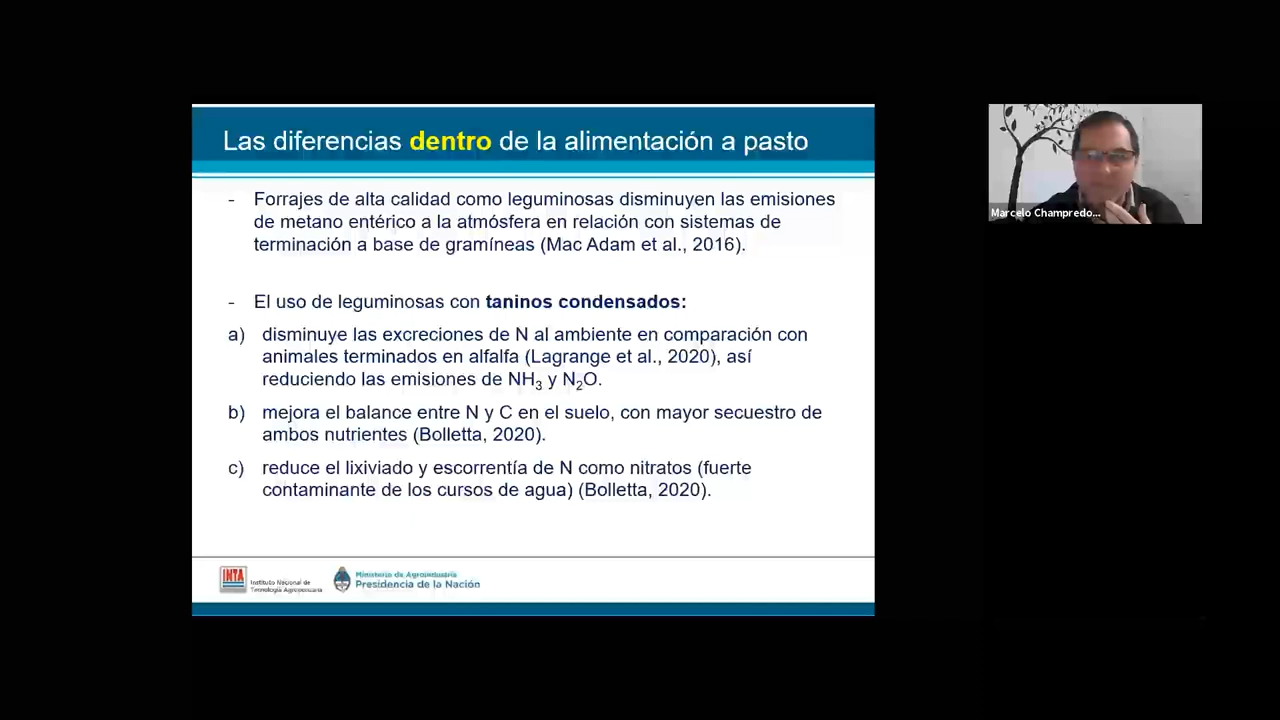 Las diferencias dentro de la alimentación a pasto
- Forrajes de alta calidad como leguminosas disminuyen las emisiones
de metano entérico a la atmósfera en relación con sistemas de
terminación a base de gramíneas (Mac Adam et al., 2016).
- El uso de leguminosas con taninos condensados:
a) disminuye las excreciones de N al ambiente en comparación con
animales terminados en alfalfa (Lagrange et al., 2020), así
reduciendo las emisiones de NH₃ y N₂O.
b) mejora el balance entre N y C en el suelo, con mayor secuestro de
ambos nutrientes (Bolletta, 2020).
c) reduce el lixiviado y escorrentía de N como nitratos (fuerte
contaminante de los cursos de agua) (Bolletta, 2020).
INTA
Instituto Nacional de
Tecnología Agropecuaria
Ministerio de Agroindustria
Presidencia de la Nación
Marcelo Champredo...